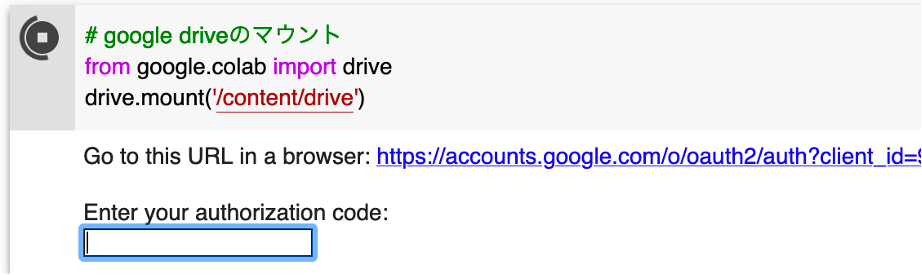 # google driveのマウント
from google.colab import drive
drive.mount('/content/drive')
Go to this URL in a browser: https://accounts.google.com/o/oauth2/auth?client_id=9
Enter your authorization code: